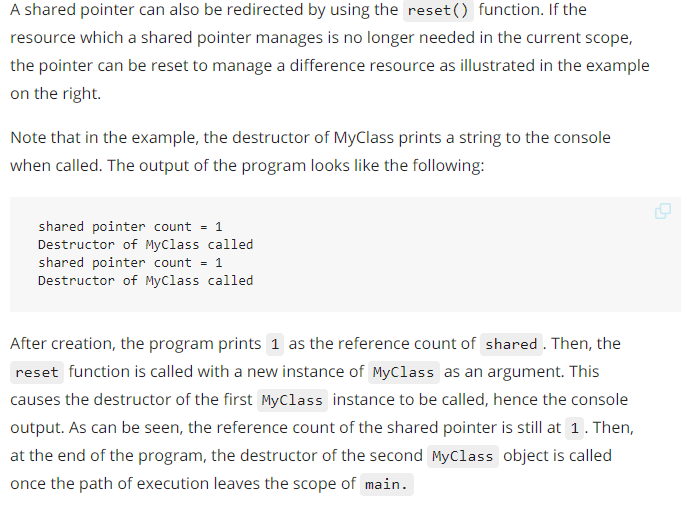 A shared pointer can also be redirected by using the reset() function. If the
resource which a shared pointer manages is no longer needed in the current scope,
the pointer can be reset to manage a difference resource as illustrated in the example
on the right.
Note that in the example, the destructor of MyClass prints a string to the console
when called. The output of the program looks like the following:
shared pointer count = 1
Destructor of MyClass called
shared pointer count = 1
Destructor of MyClass called
After creation, the program prints 1 as the reference count of shared. Then, the
reset function is called with a new instance of MyClass as an argument. This
causes the destructor of the first MyClass instance to be called, hence the console
output. As can be seen, the reference count of the shared pointer is still at 1. Then,
at the end of the program, the destructor of the second MyClass object is called
once the path of execution leaves the scope of main.